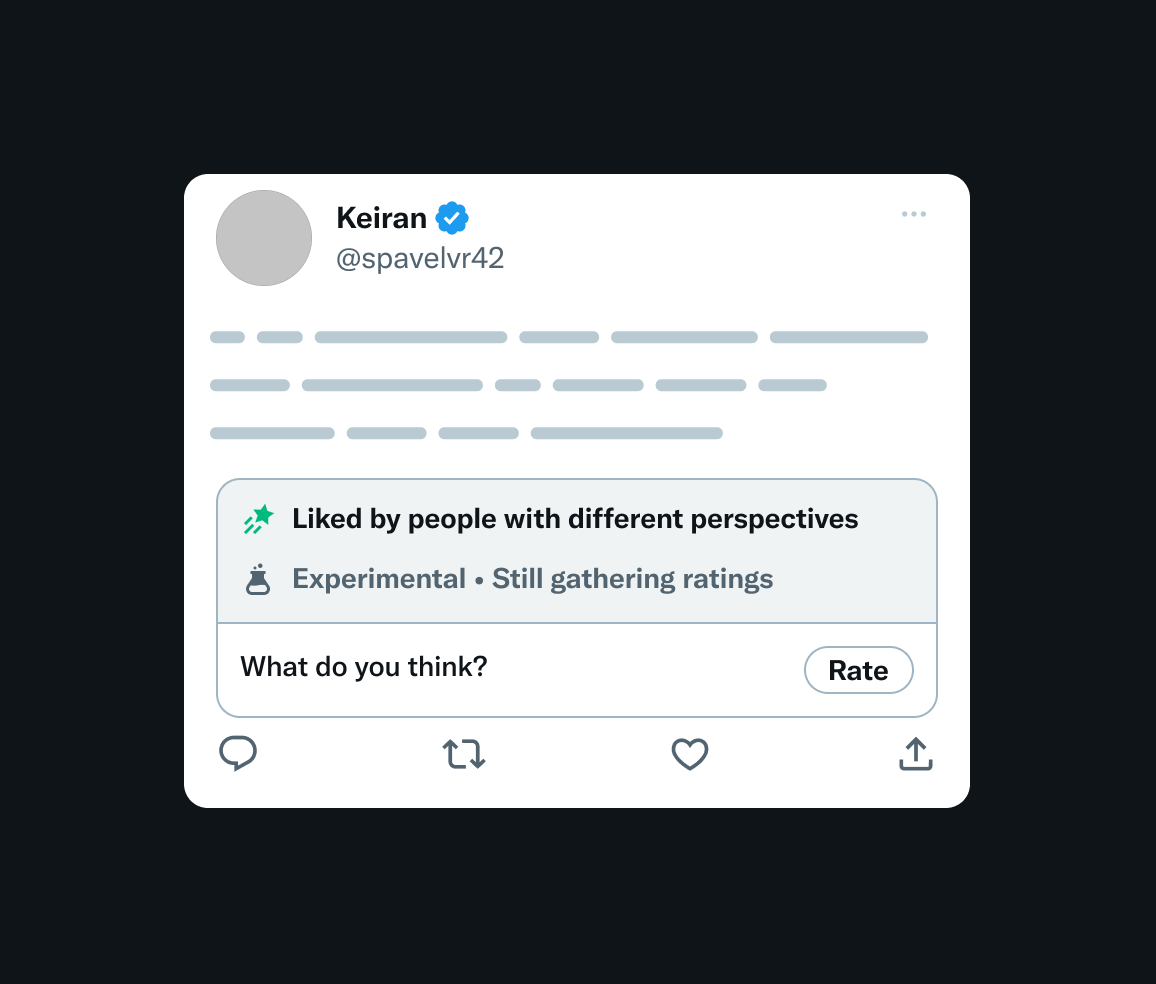 Keiran
@spavelvr42
Liked by people with different perspectives
Experimental • Still gathering ratings
What do you think?
Rate